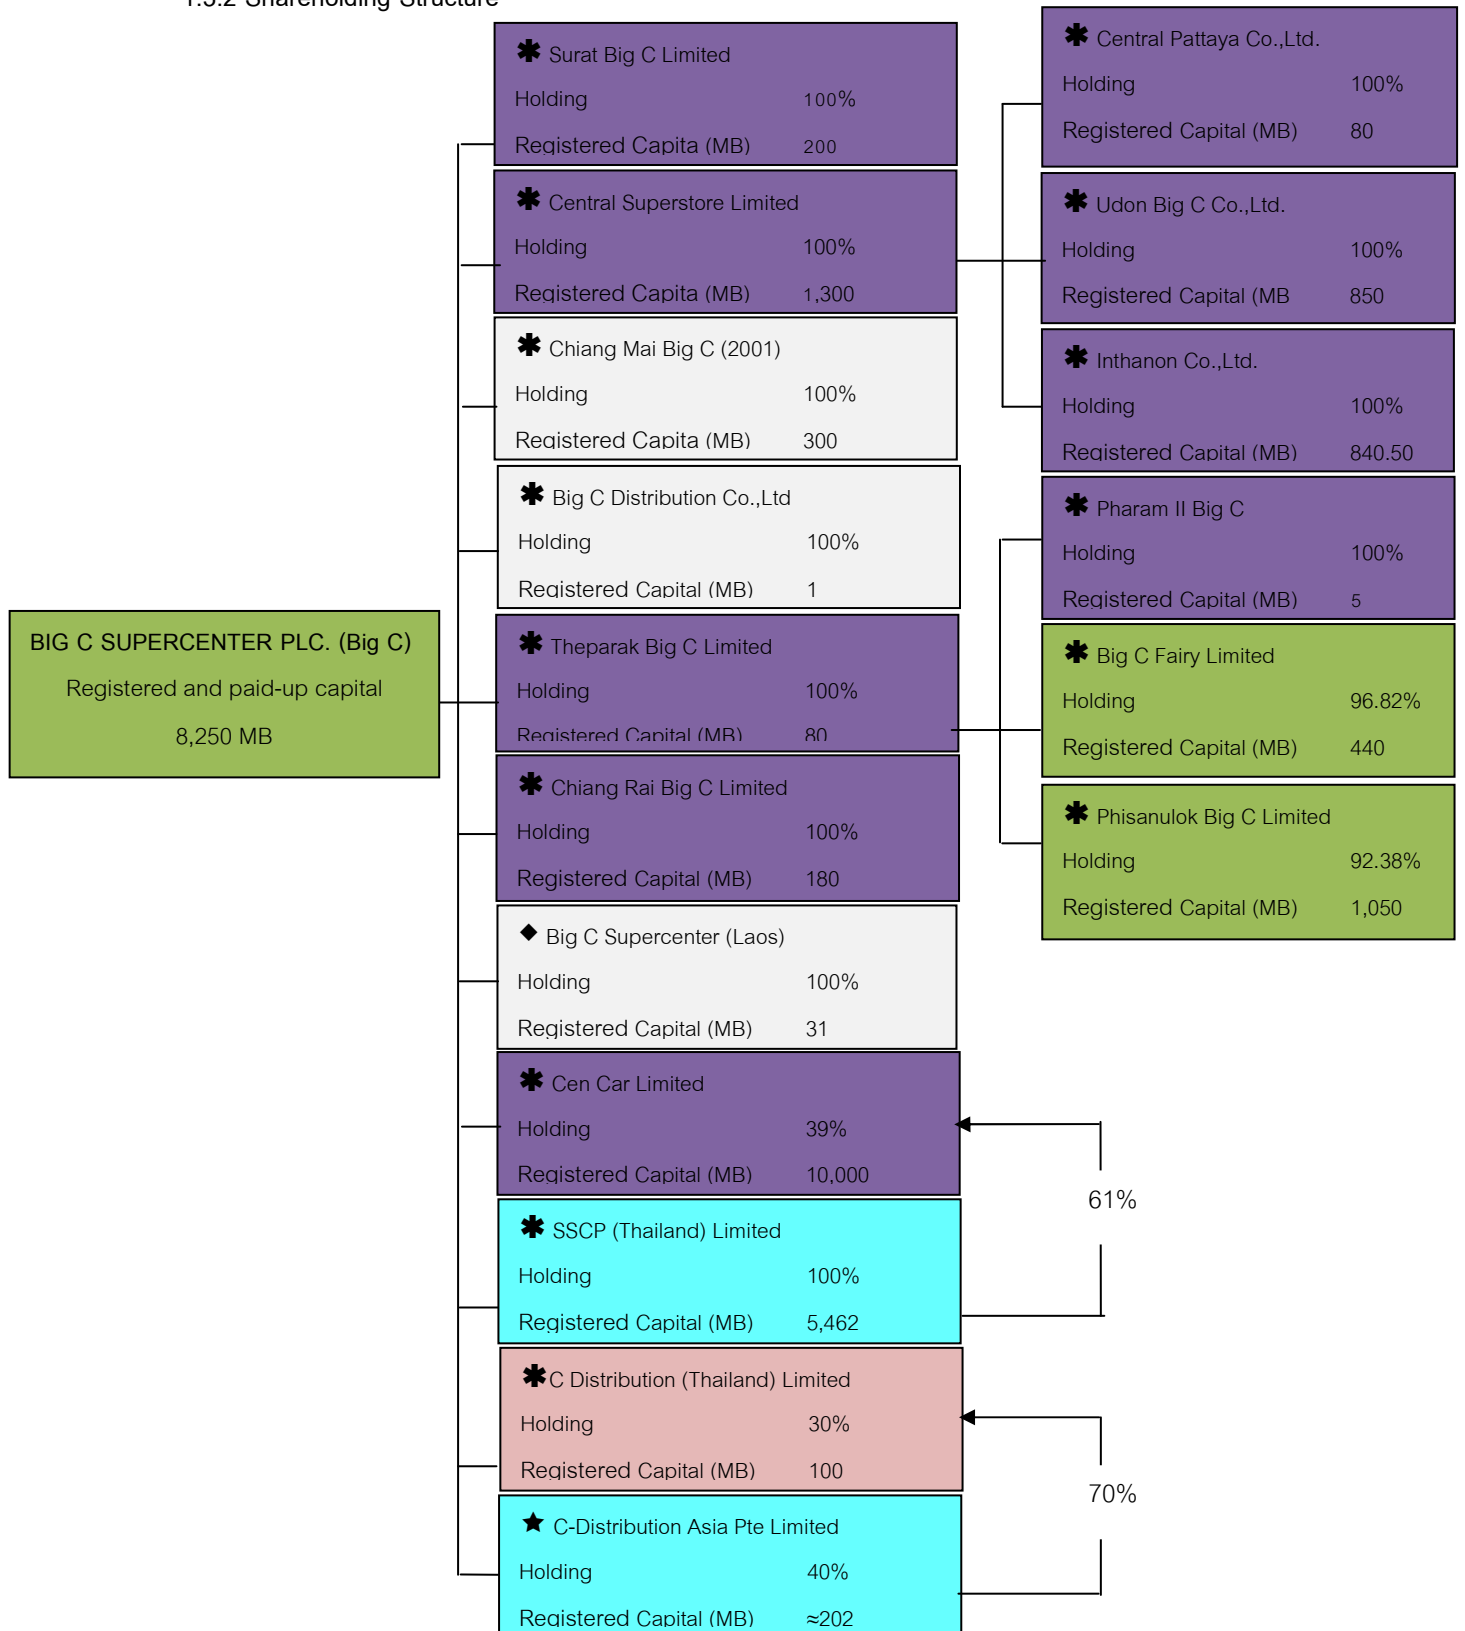 1.3.2 Shareholding Structure
✱ Surat Big C Limited
Holding 100%
Registered Capita (MB) 200
✱ Central Superstore Limited
Holding 100%
Registered Capita (MB) 1,300
✱ Chiang Mai Big C (2001)
Holding 100%
Registered Capita (MB) 300
✱ Big C Distribution Co.,Ltd
Holding 100%
Registered Capital (MB) 1
BIG C SUPERCENTER PLC. (Big C)
Registered and paid-up capital
8,250 MB
✱ Theparak Big C Limited
Holding 100%
Registered Capital (MB) 80
✱ Chiang Rai Big C Limited
Holding 100%
Registered Capital (MB) 180
◆ Big C Supercenter (Laos)
Holding 100%
Registered Capital (MB) 31
✱ Cen Car Limited
Holding 39%
Registered Capital (MB) 10,000
✱ SSCP (Thailand) Limited
Holding 100%
Registered Capital (MB) 5,462
✱C Distribution (Thailand) Limited
Holding 30%
Registered Capital (MB) 100
★ C-Distribution Asia Pte Limited
Holding 40%
Registered Capital (MB) ≈202
✱ Central Pattaya Co.,Ltd.
Holding 100%
Registered Capital (MB) 80
✱ Udon Big C Co.,Ltd.
Holding 100%
Registered Capital (MB 850
✱ Inthanon Co.,Ltd.
Holding 100%
Registered Capital (MB) 840.50
✱ Pharam II Big C
Holding 100%
Registered Capital (MB) 5
✱ Big C Fairy Limited
Holding 96.82%
Registered Capital (MB) 440
✱ Phisanulok Big C Limited
Holding 92.38%
Registered Capital (MB) 1,050
61%
70%